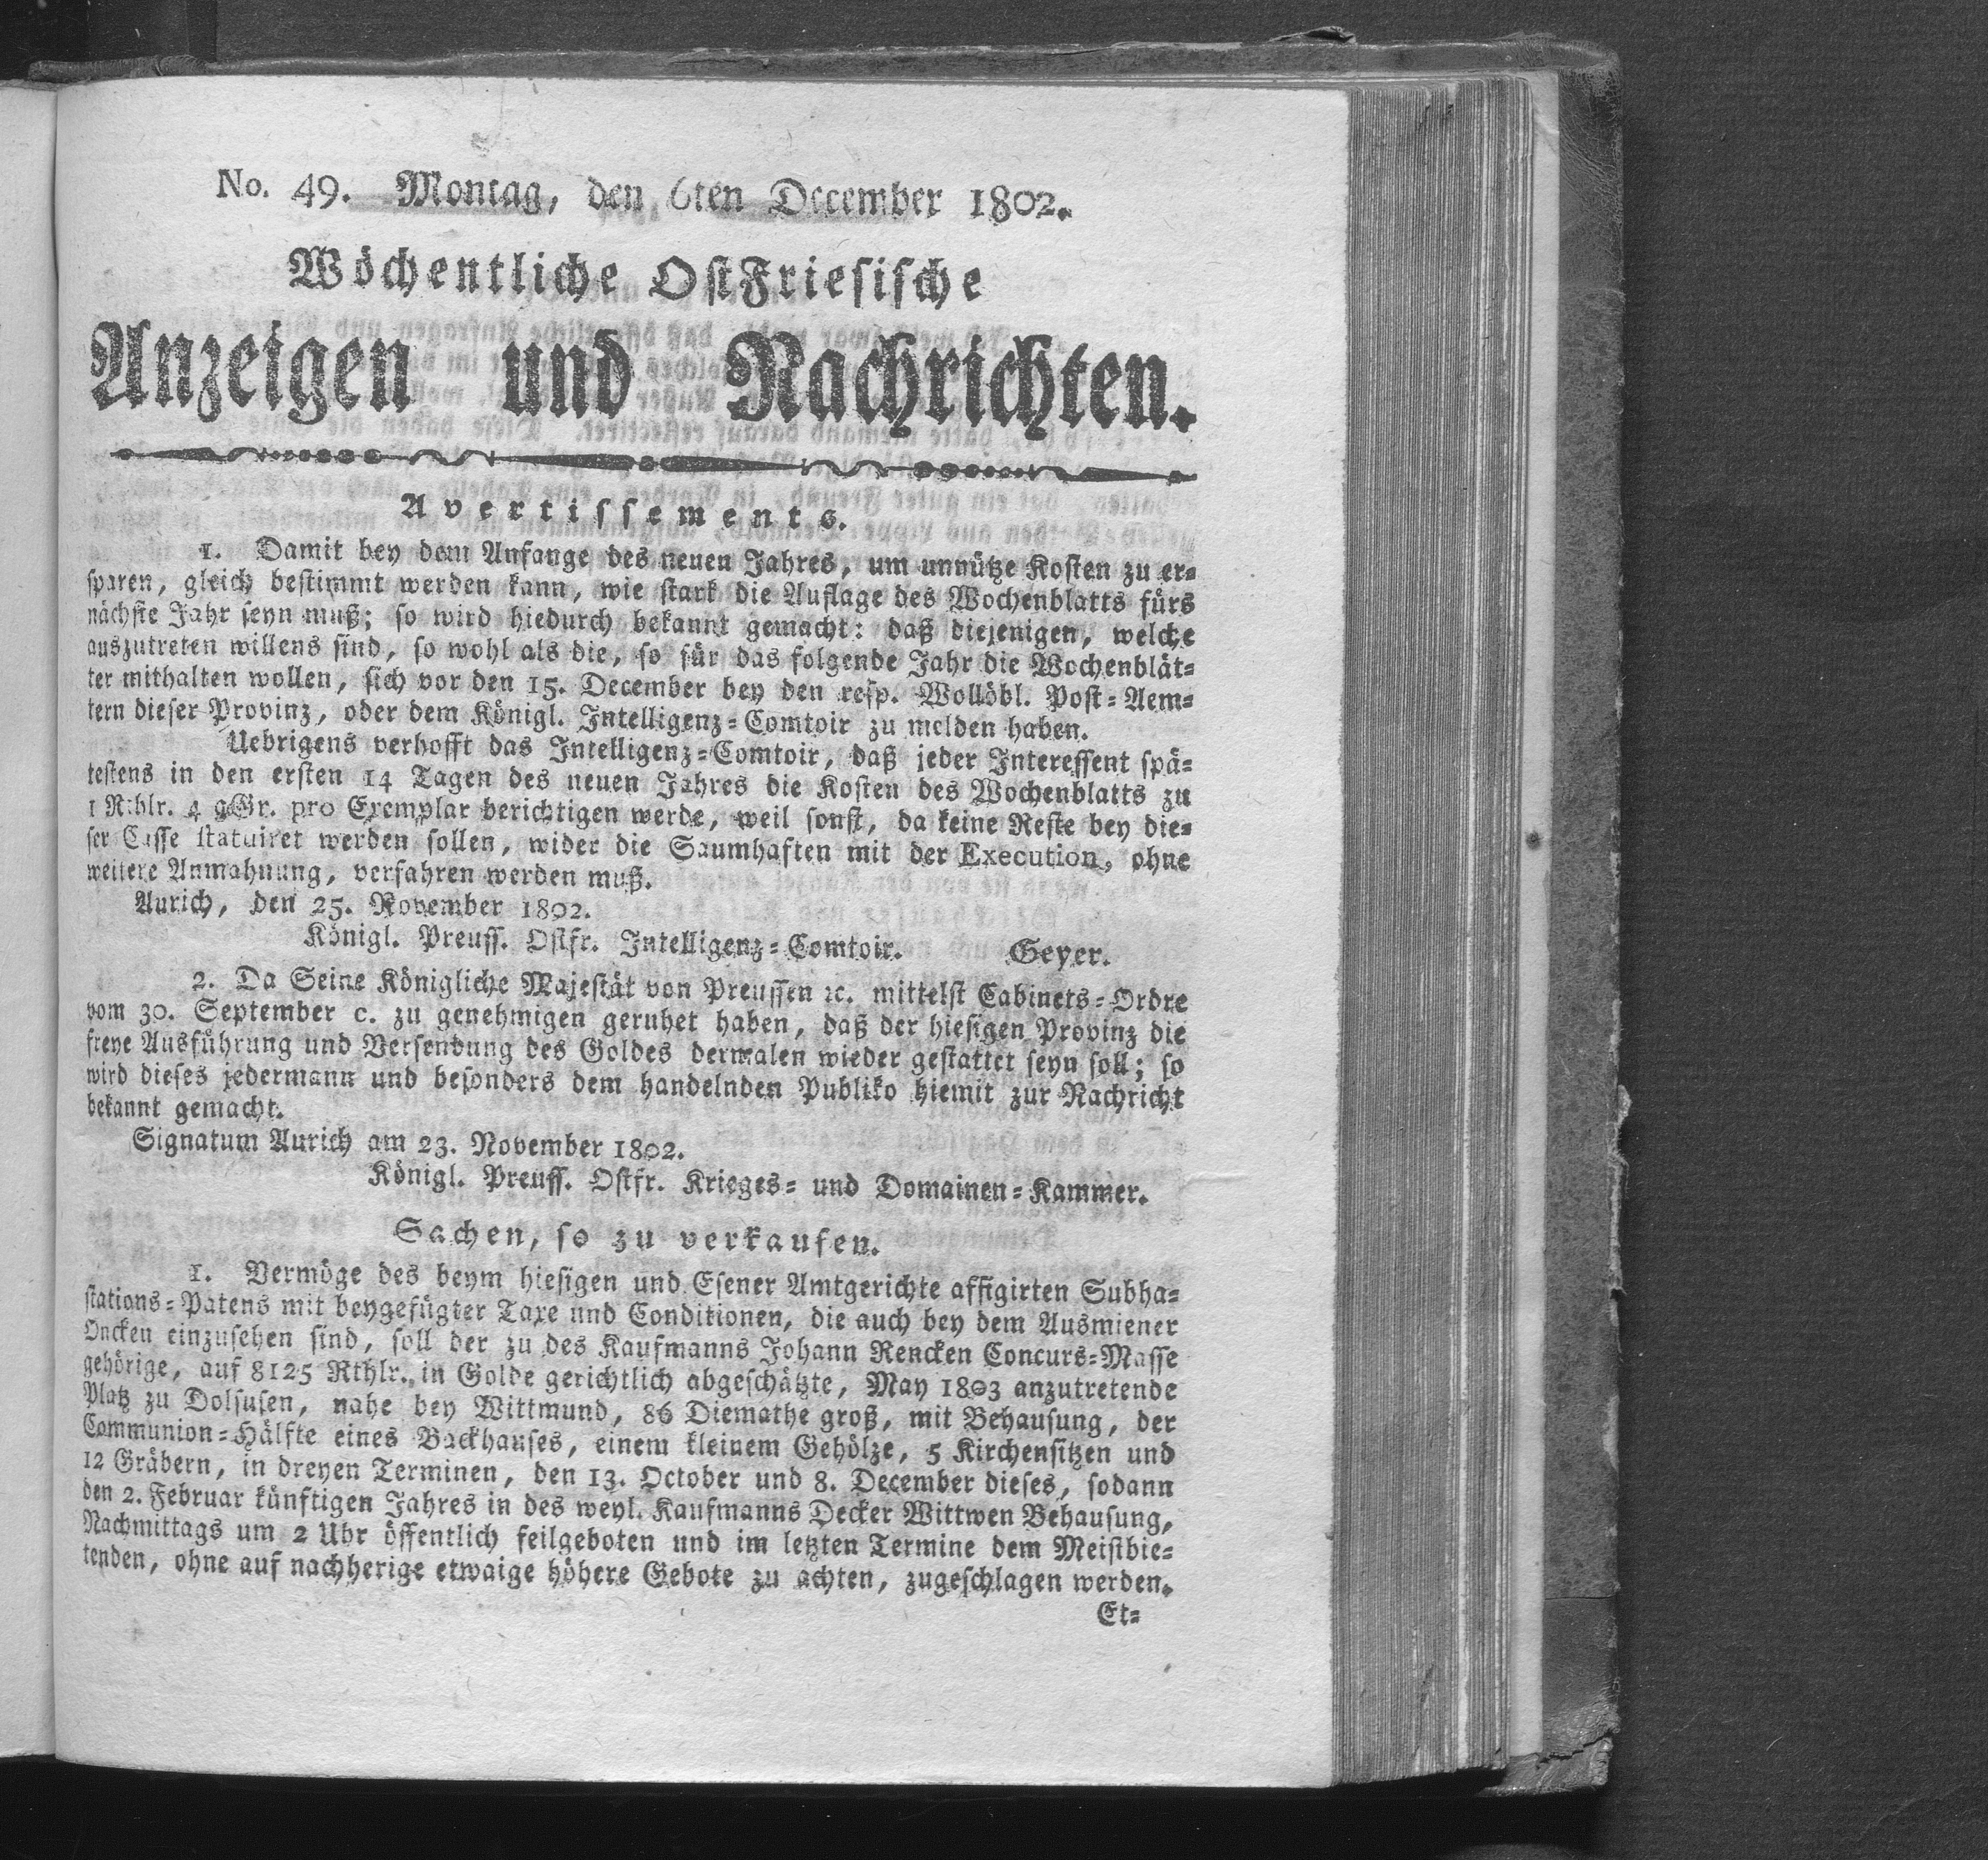 No. 49. Montag, den 6ten December 1802.
Wöchentliche OstFriesische
Anzeigen und Nachrichten.
Avertissements.
1. Damit bey dem Anfange des neuen Jahres, um unnütze Kosten zu er=
sparen, gleich bestimmt werden kann, wie stark die Auflage des Wochenblatts fürs
nächste Jahr seyn muß; so wird hiedurch bekannt gemacht: daß diejenigen, welche
auszutreten willens sind, so wohl als die, so für das folgende Jahr die Wochenblät=
ter mithalten wollen, sich vor den 15. December bey den resp. Wollöbl. Post=Aem=
tern dieser Provinz, oder dem Königl. Intelligenz=Comtoir zu melden haben.
Uebrigens verhofft das Intelligenz=Comtoir, daß jeder Interessent spä=
testens in den ersten 14 Tagen des neuen Jahres die Kosten des Wochenblatts zu
1 Rthlr. 4 gGr. pro Exemplar berichtigen werde, weil sonst, da keine Reste bey die=
ser Casse statuiret werden sollen, wider die Saumhaften mit der Execution, ohne
weitere Anmahnung, verfahren werden muß.
Aurich, den 25. November 1802.
Königl. Preuss. Ostfr. Intelligenz=Comtoir. Geyer.
2. Da Seine Königliche Majestät von Preussen ꝛc. mittelst Cabinets=Ordre
vom 30. September c. zu genehmigen geruhet haben, daß der hiesigen Provinz die
freye Ausführung und Versendung des Goldes dermalen wieder gestattet seyn soll; so
wird dieses jedermann und besonders dem handelnden Publiko hiemit zur Nachricht
bekannt gemacht.
Signatum Aurich am 23. November 1802.
Königl. Preuss. Ostfr. Krieges= und Domainen=Kammer.
Sachen, so zu verkaufen.
1. Vermöge des beym hiesigen und Esener Amtgerichte affigirten Subha=
stations=Patens mit beygefügter Taxe und Conditionen, die auch bey dem Ausmiener
Oncken einzusehen sind, soll der zu des Kaufmanns Johann Rencken Concurs=Masse
gehörige, auf 8125 Rthlr. in Golde gerichtlich abgeschätzte, May 1803 anzutretende
Platz zu Dolsusen, nahe bey Wittmund, 86 Diemathe groß, mit Behausung, der
Communion=Hälfte eines Backhauses, einem kleinem Gehölze, 5 Kirchensitzen und
12 Gräbern, in dreyen Terminen, den 13. October und 8. December dieses, sodann
den 2. Februar künftigen Jahres in des weyl. Kaufmanns Decker Wittwen Behausung,
Nachmittags um 2 Uhr öffentlich feilgeboten und im letzten Termine dem Meistbie=
tenden, ohne auf nachherige etwaige höhere Gebote zu achten, zugeschlagen werden.
Et=